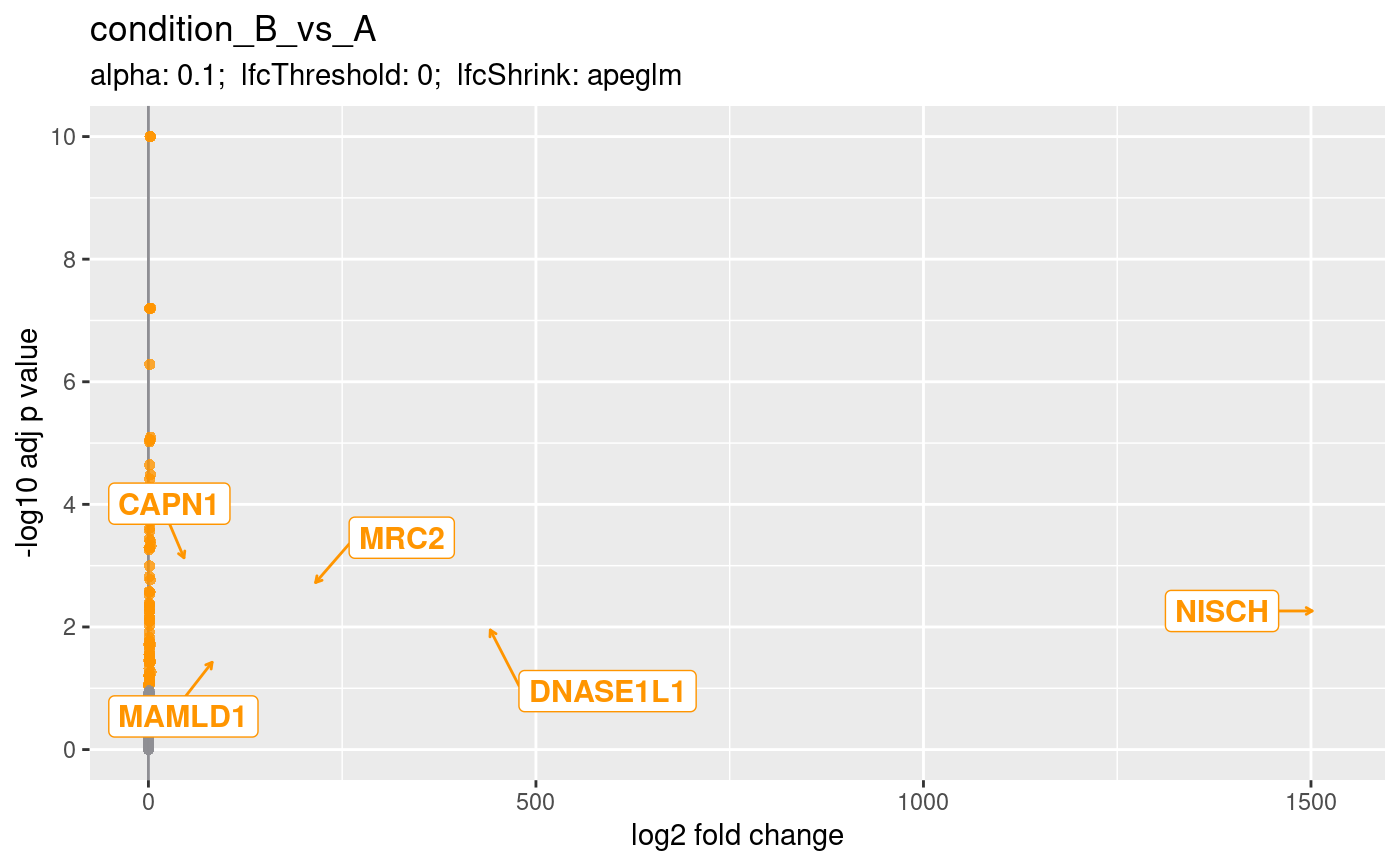 condition_B_vs_A
alpha: 0.1;  lfcThreshold: 0;  lfcShrink: apeglm
-log10 adj p value
10
8
6
4
2
0
CAPN1
MRC2
NISCH
DNASE1L1
MAMLD1
0
500
1000
1500
log2 fold change